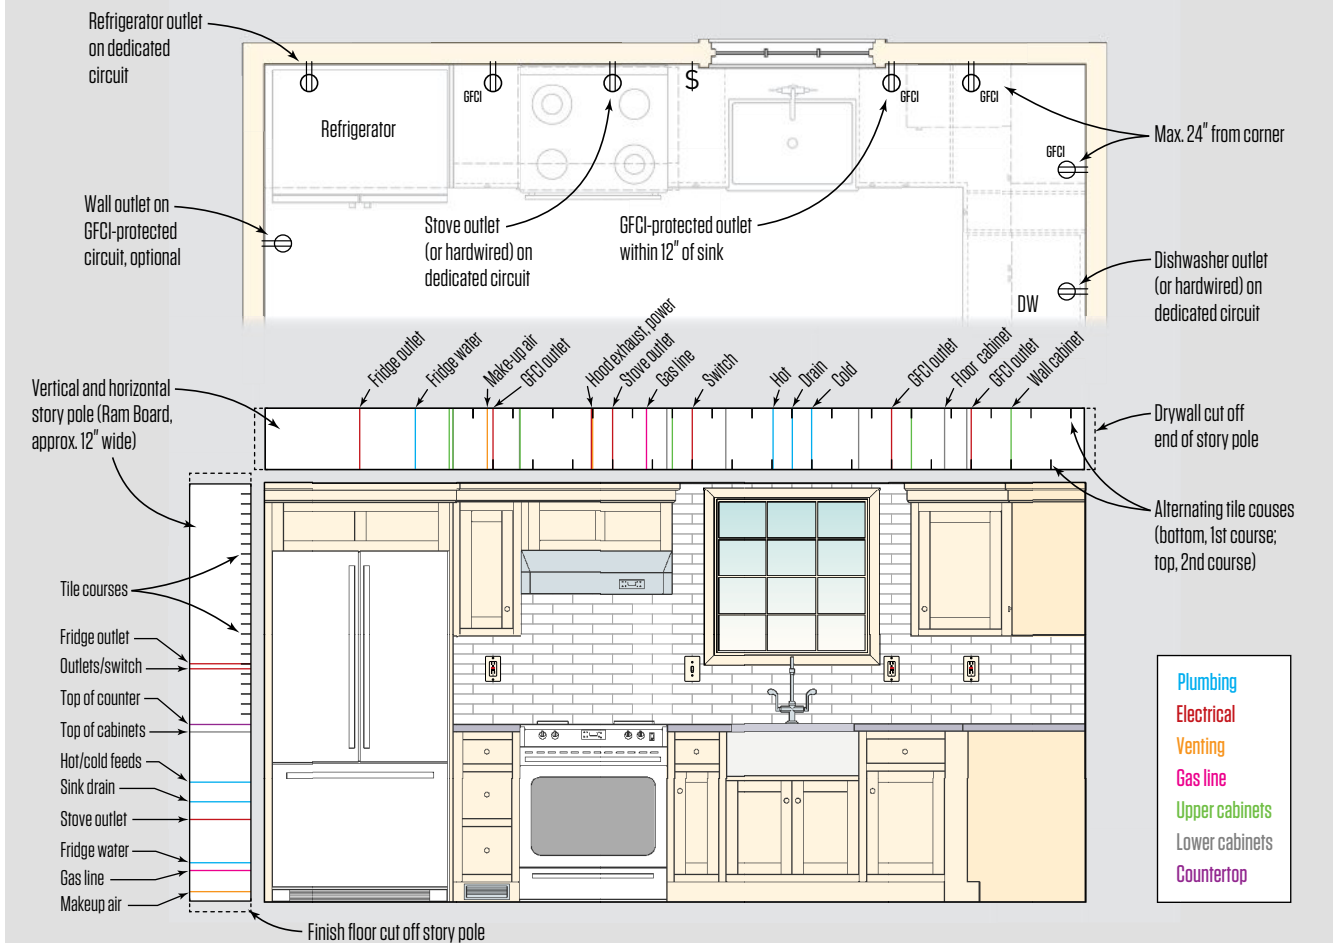 Refrigerator outlet
on dedicated
circuit
GFCI
$
GFCI
GFCI
Refrigerator
Max. 24" from corner
GFCI
Wall outlet on
GFCI-protected
circuit, optional
Stove outlet
(or hardwired) on
dedicated circuit
GFCI-protected outlet
within 12" of sink
Dishwasher outlet
(or hardwired) on
dedicated circuit
DW
Fridge outlet
Fridge water
Make-up air
GFCI outlet
Hood exhaust, power
Stove outlet
Gas line
Switch
Hot
Drain
Cold
GFCI outlet
Floor cabinet
GFCI outlet
Wall cabinet
Vertical and horizontal
story pole (Ram Board,
approx. 12" wide)
Drywall cut off
end of story pole
Alternating tile couses
(bottom, 1st course;
top, 2nd course)
Tile courses
Fridge outlet
Outlets/switch
Top of counter
Top of cabinets
Hot/cold feeds
Sink drain
Stove outlet
Fridge water
Gas line
Makeup air
Finish floor cut off story pole
Plumbing
Electrical
Venting
Gas line
Upper cabinets
Lower cabinets
Countertop